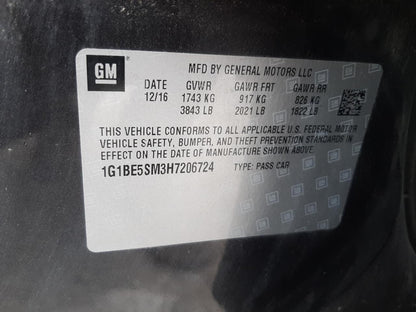 GM
MFD BY GENERAL MOTORS LLC
DATE GVWR GAWR FRT GAWR RR
12/16 1743 KG 917 KG 826 KG
3843 LB 2021 LB 1822 LB
THIS VEHICLE CONFORMS TO ALL APPLICABLE U.S. FEDERAL MOTOR
VEHICLE SAFETY, BUMPER, AND THEFT PREVENTION STANDARDS IN
EFFECT ON THE DATE OF MANUFACTURE SHOWN ABOVE.
1G1BE5SM3H7206724 TYPE: PASS CAR